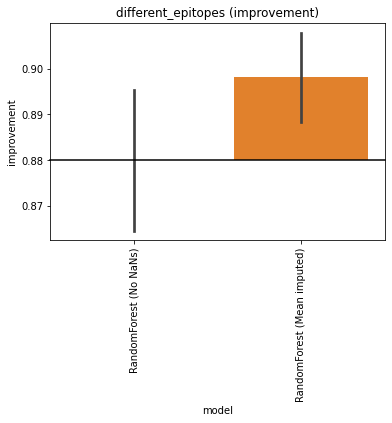 different_epitopes (improvement)
improvement
0.90
0.89
0.88
0.87
RandomForest (No NaNs)
RandomForest (Mean imputed)
model